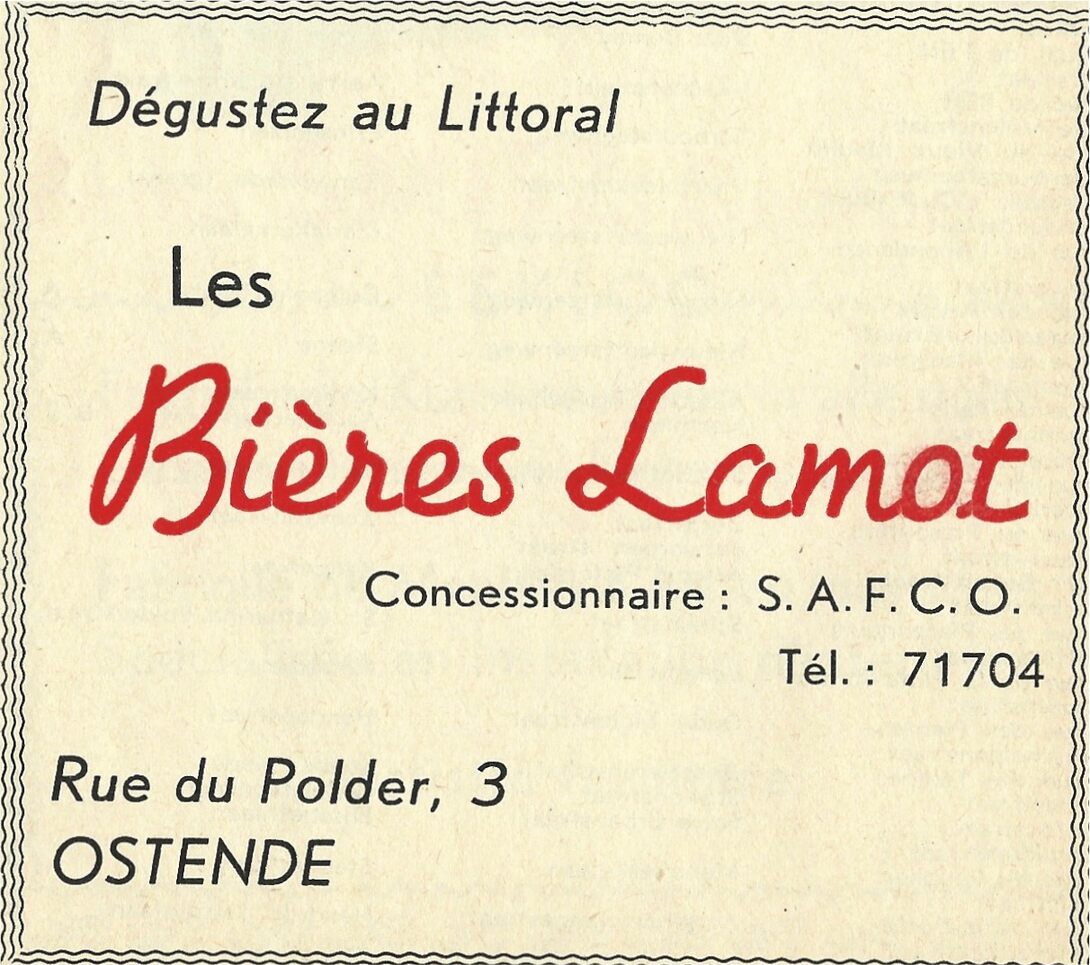 Dégustez au Littoral
Les
Bières Lamot
Concessionnaire : S. A. F. C. O.
Tél. : 71704
Rue du Polder, 3
OSTENDE